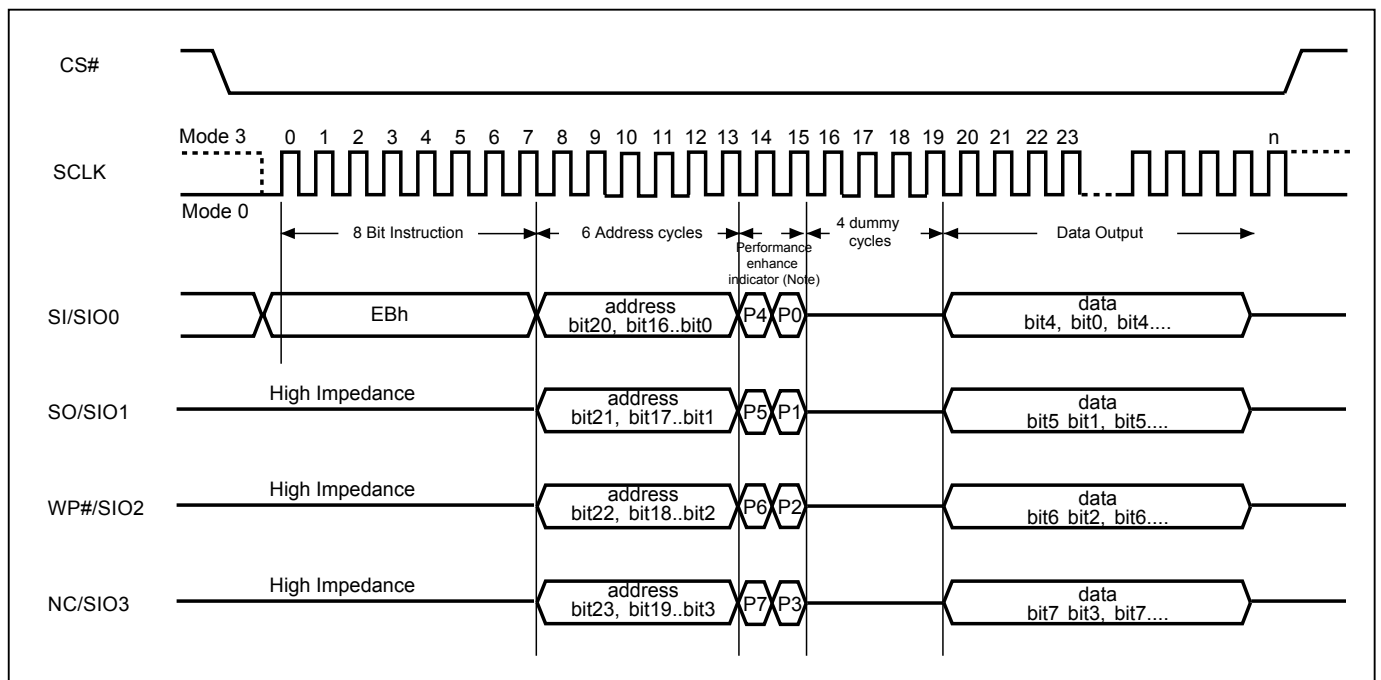 CS#
Mode 3
0 1 2 3 4 5 6 7 8 9 10 11 12 13 14 15 16 17 18 19 20 21 22 23 n
SCLK
Mode 0
8 Bit Instruction
6 Address cycles
Performance
enhance
indicator (Note)
4 dummy
cycles
Data Output
SI/SIO0
EBh
address
bit20, bit16..bit0
P4 P0
data
bit4, bit0, bit4....
SO/SIO1
High Impedance
address
bit21, bit17..bit1
P5 P1
data
bit5 bit1, bit5....
WP#/SIO2
High Impedance
address
bit22, bit18..bit2
P6 P2
data
bit6 bit2, bit6....
NC/SIO3
High Impedance
address
bit23, bit19..bit3
P7 P3
data
bit7 bit3, bit7....